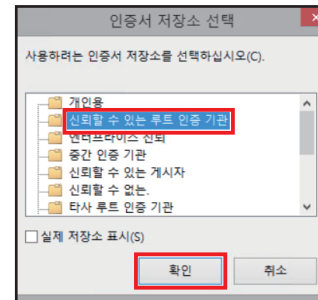 인증서 저장소 선택
사용하려는 인증서 저장소를 선택하십시오(C).
개인용
신뢰할 수 있는 루트 인증 기관
엔터프라이즈 신뢰
중간 인증 기관
신뢰할 수 있는 게시자
신뢰할 수 없는.
타사 루트 인증 기관
실제 저장소 표시(S)
확인
취소